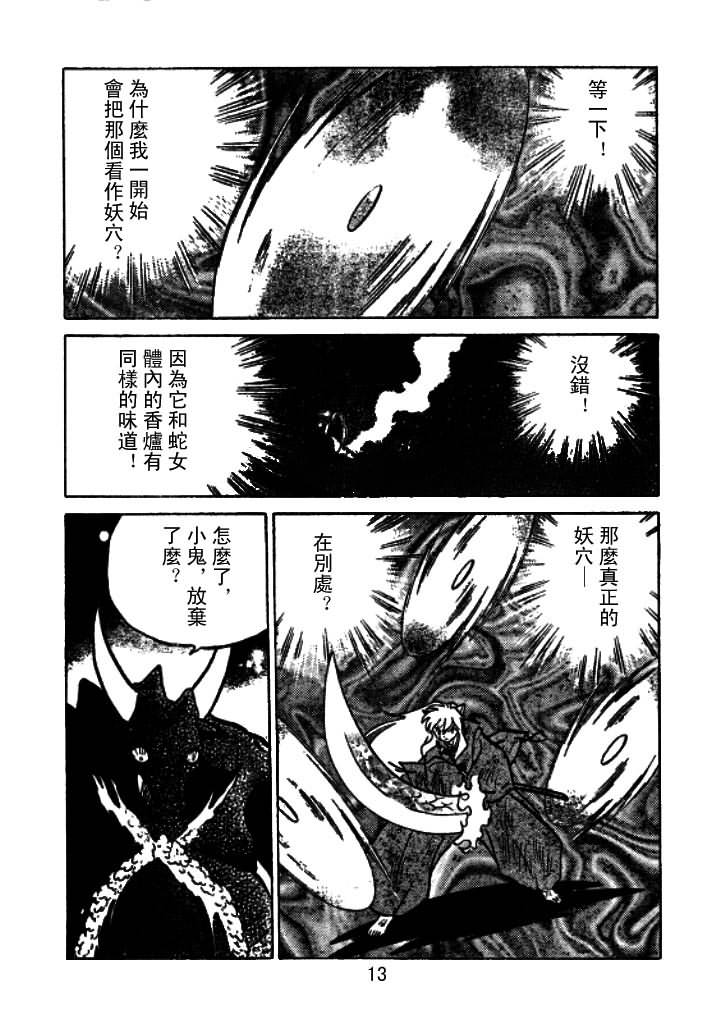 等一下！
為什麼我一開始
會把那個看作妖穴？
沒錯！
因為它和蛇女
體內的香爐有
同樣的味道！
那麼真正的
妖穴—
在別處？
怎麼了，
小鬼，放棄
了麼？
13